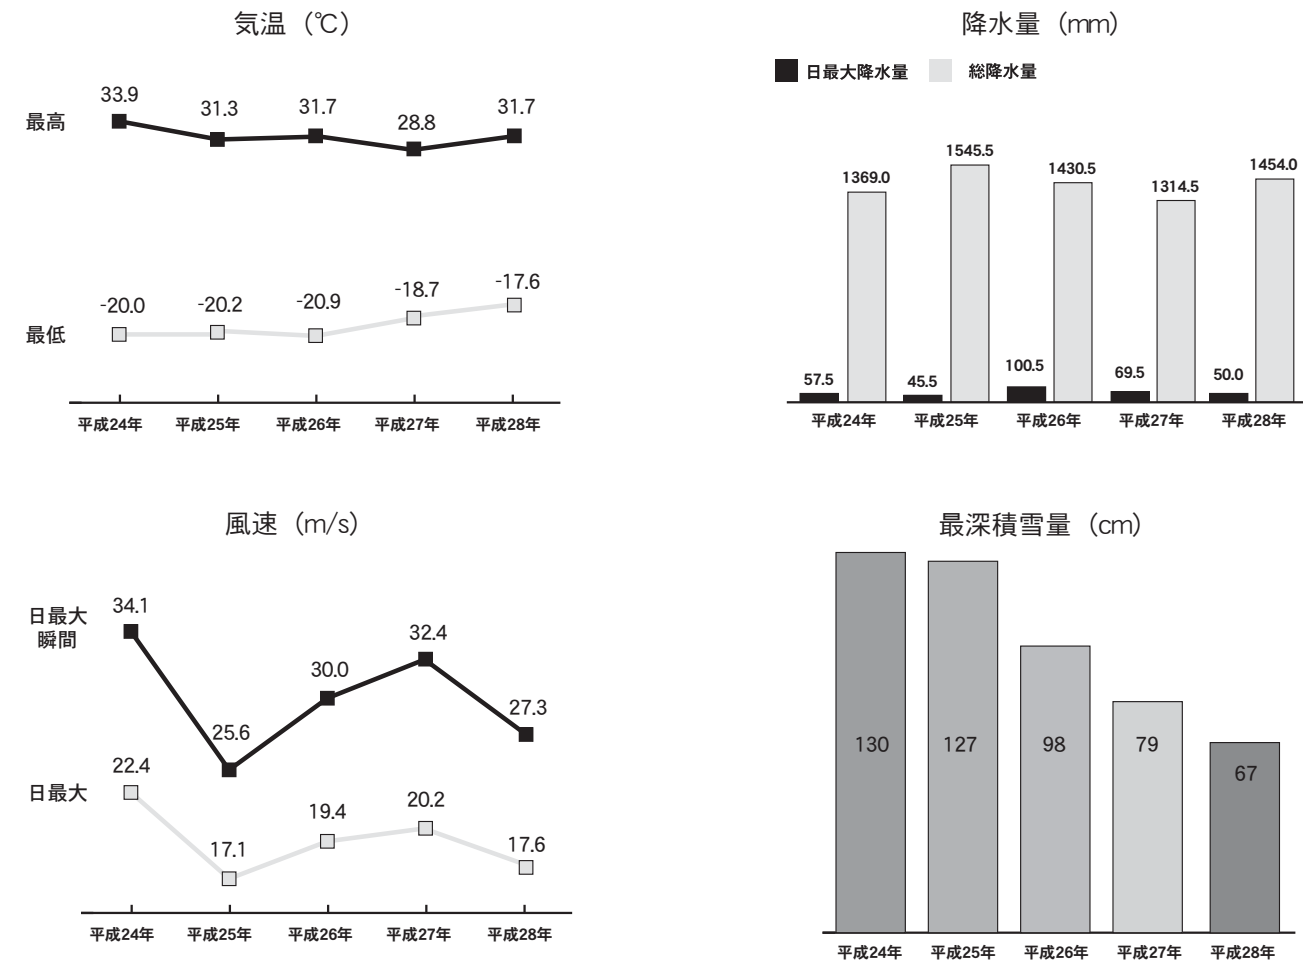 気温（℃）
最高
33.9 31.3 31.7 28.8 31.7
最低
-20.0 -20.2 -20.9 -18.7 -17.6
平成24年 平成25年 平成26年 平成27年 平成28年
降水量（mm）
日最大降水量 総降水量
1369.0 1545.5 1430.5 1314.5 1454.0
57.5 45.5 100.5 69.5 50.0
平成24年 平成25年 平成26年 平成27年 平成28年
風速（m/s）
日最大
瞬間
34.1 25.6 30.0 32.4 27.3
日最大
22.4 17.1 19.4 20.2 17.6
平成24年 平成25年 平成26年 平成27年 平成28年
最深積雪量（cm）
130 127 98 79 67
平成24年 平成25年 平成26年 平成27年 平成28年